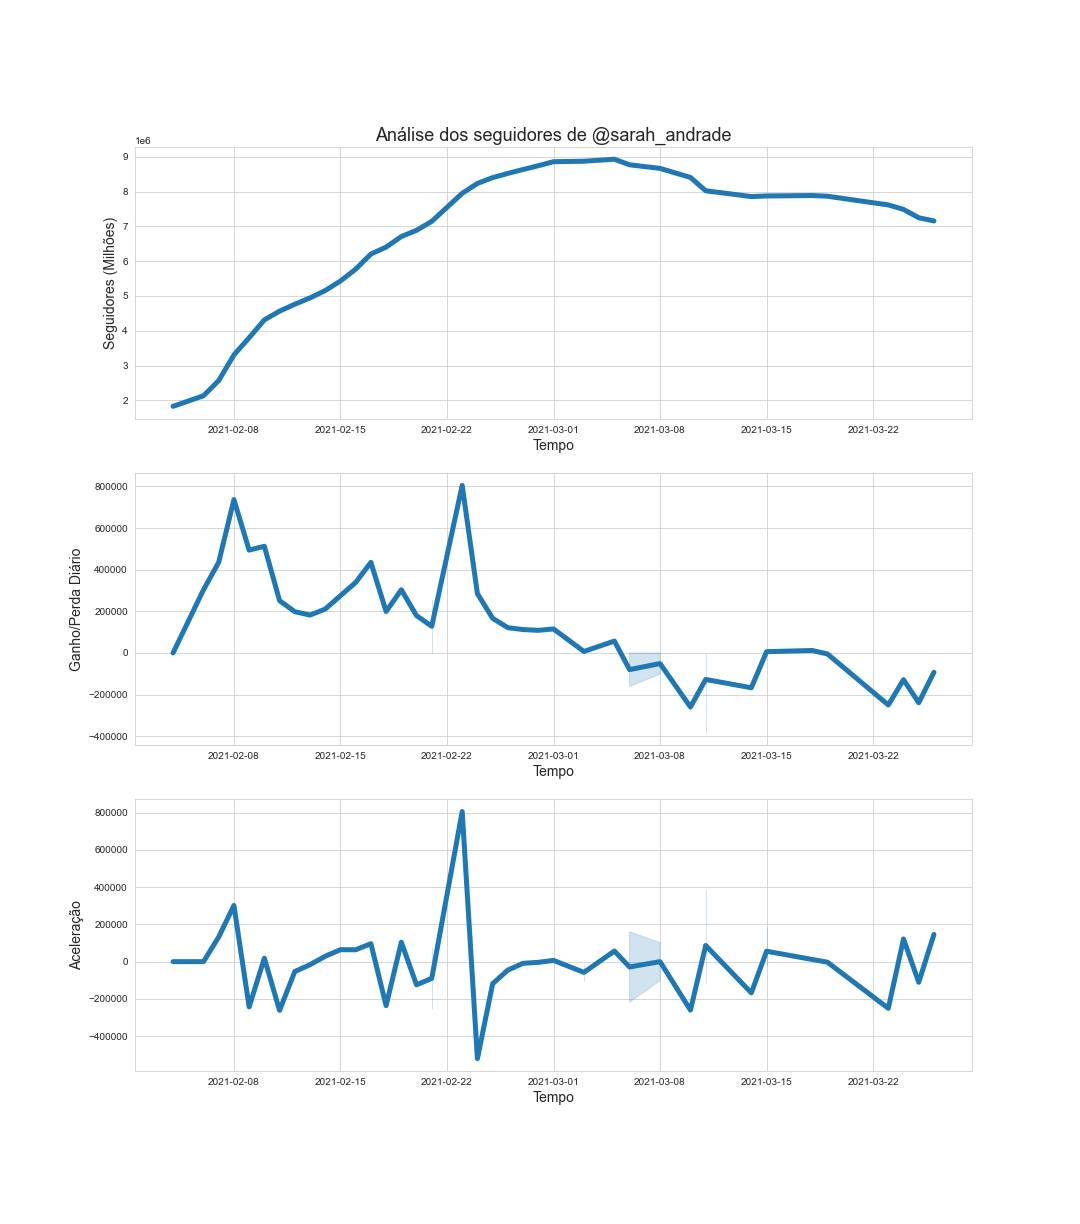 Análise dos seguidores de @sarah_andrade
1e6
9
8
7
6
5
4
3
2
Seguidores (Milhões)
2021-02-08 2021-02-15 2021-02-22 2021-03-01 2021-03-08 2021-03-15 2021-03-22
Tempo
800000
600000
400000
200000
0
−200000
−400000
Ganho/Perda Diário
2021-02-08 2021-02-15 2021-02-22 2021-03-01 2021-03-08 2021-03-15 2021-03-22
Tempo
800000
600000
400000
200000
0
−200000
−400000
Aceleração
2021-02-08 2021-02-15 2021-02-22 2021-03-01 2021-03-08 2021-03-15 2021-03-22
Tempo